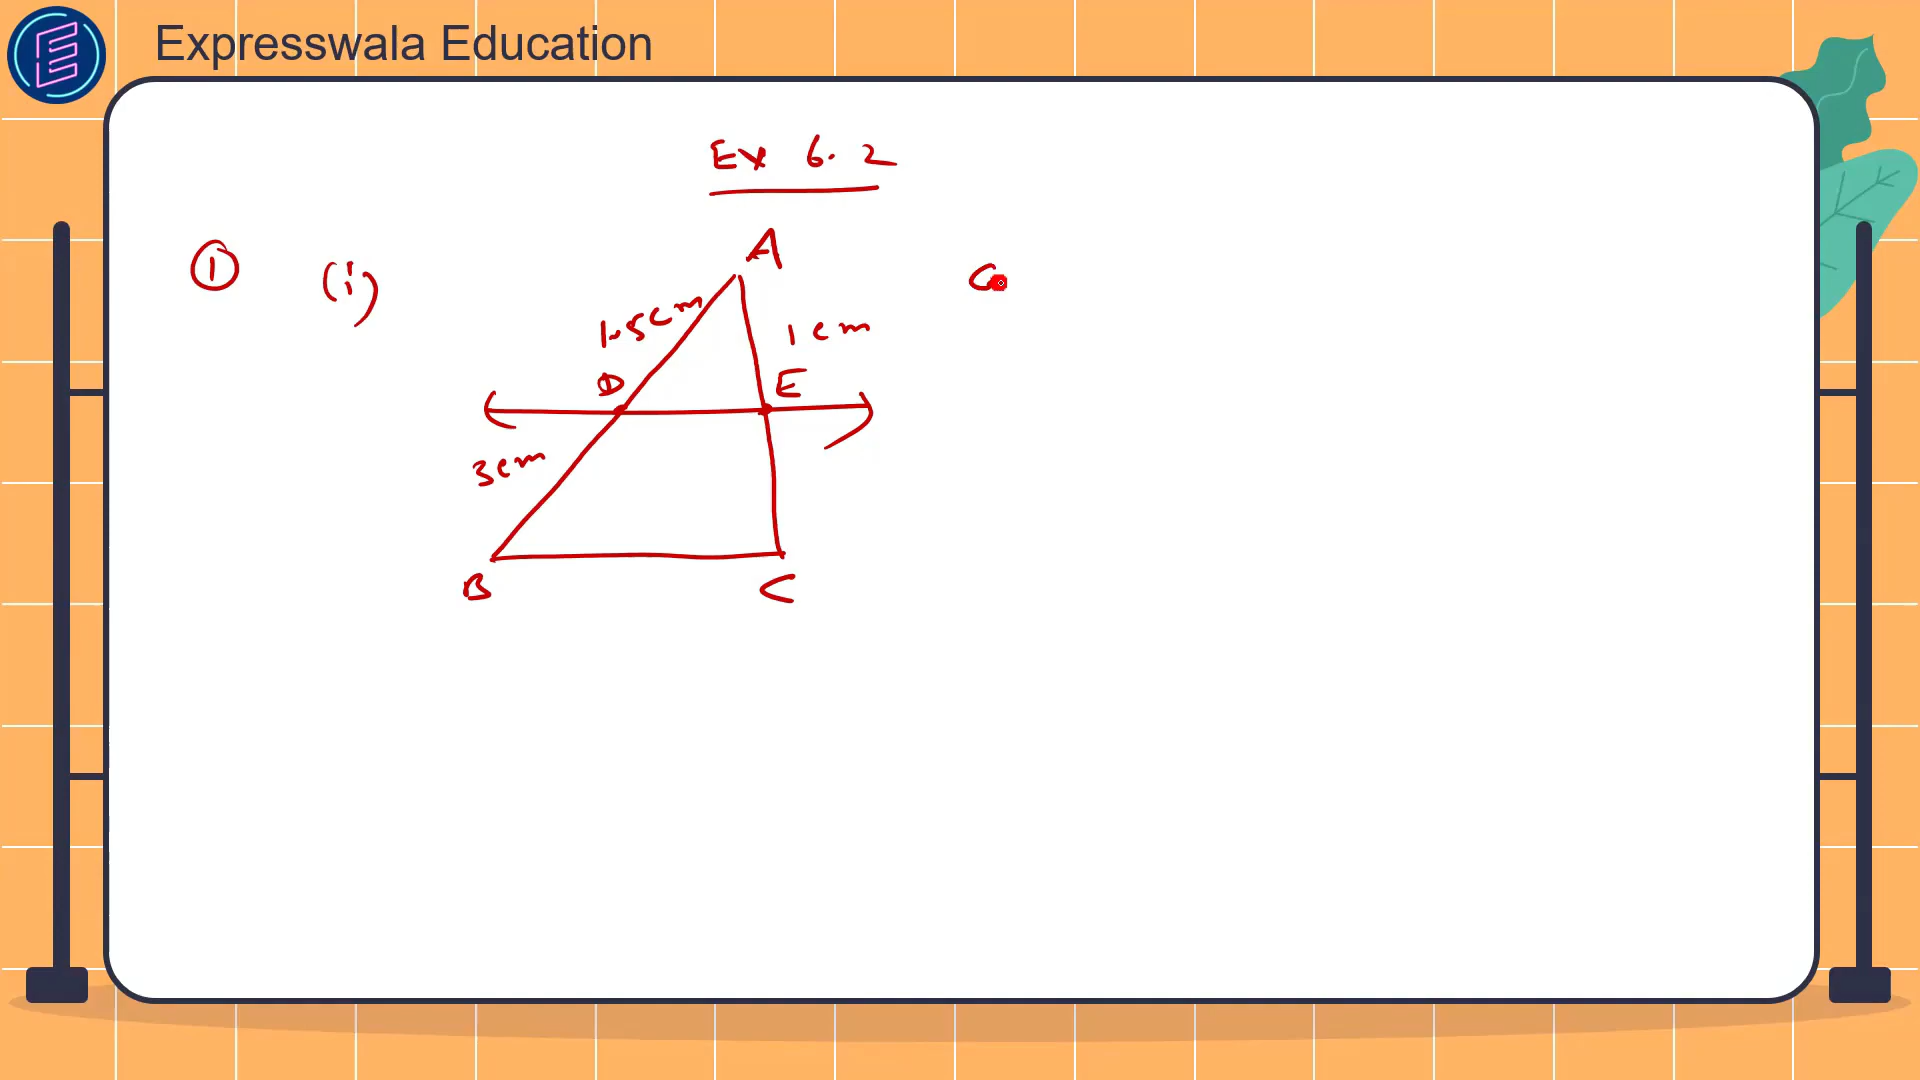 Expresswala Education
Ex 6.2
① (i)
A
1.5cm
1cm
D
E
3cm
B
C
G